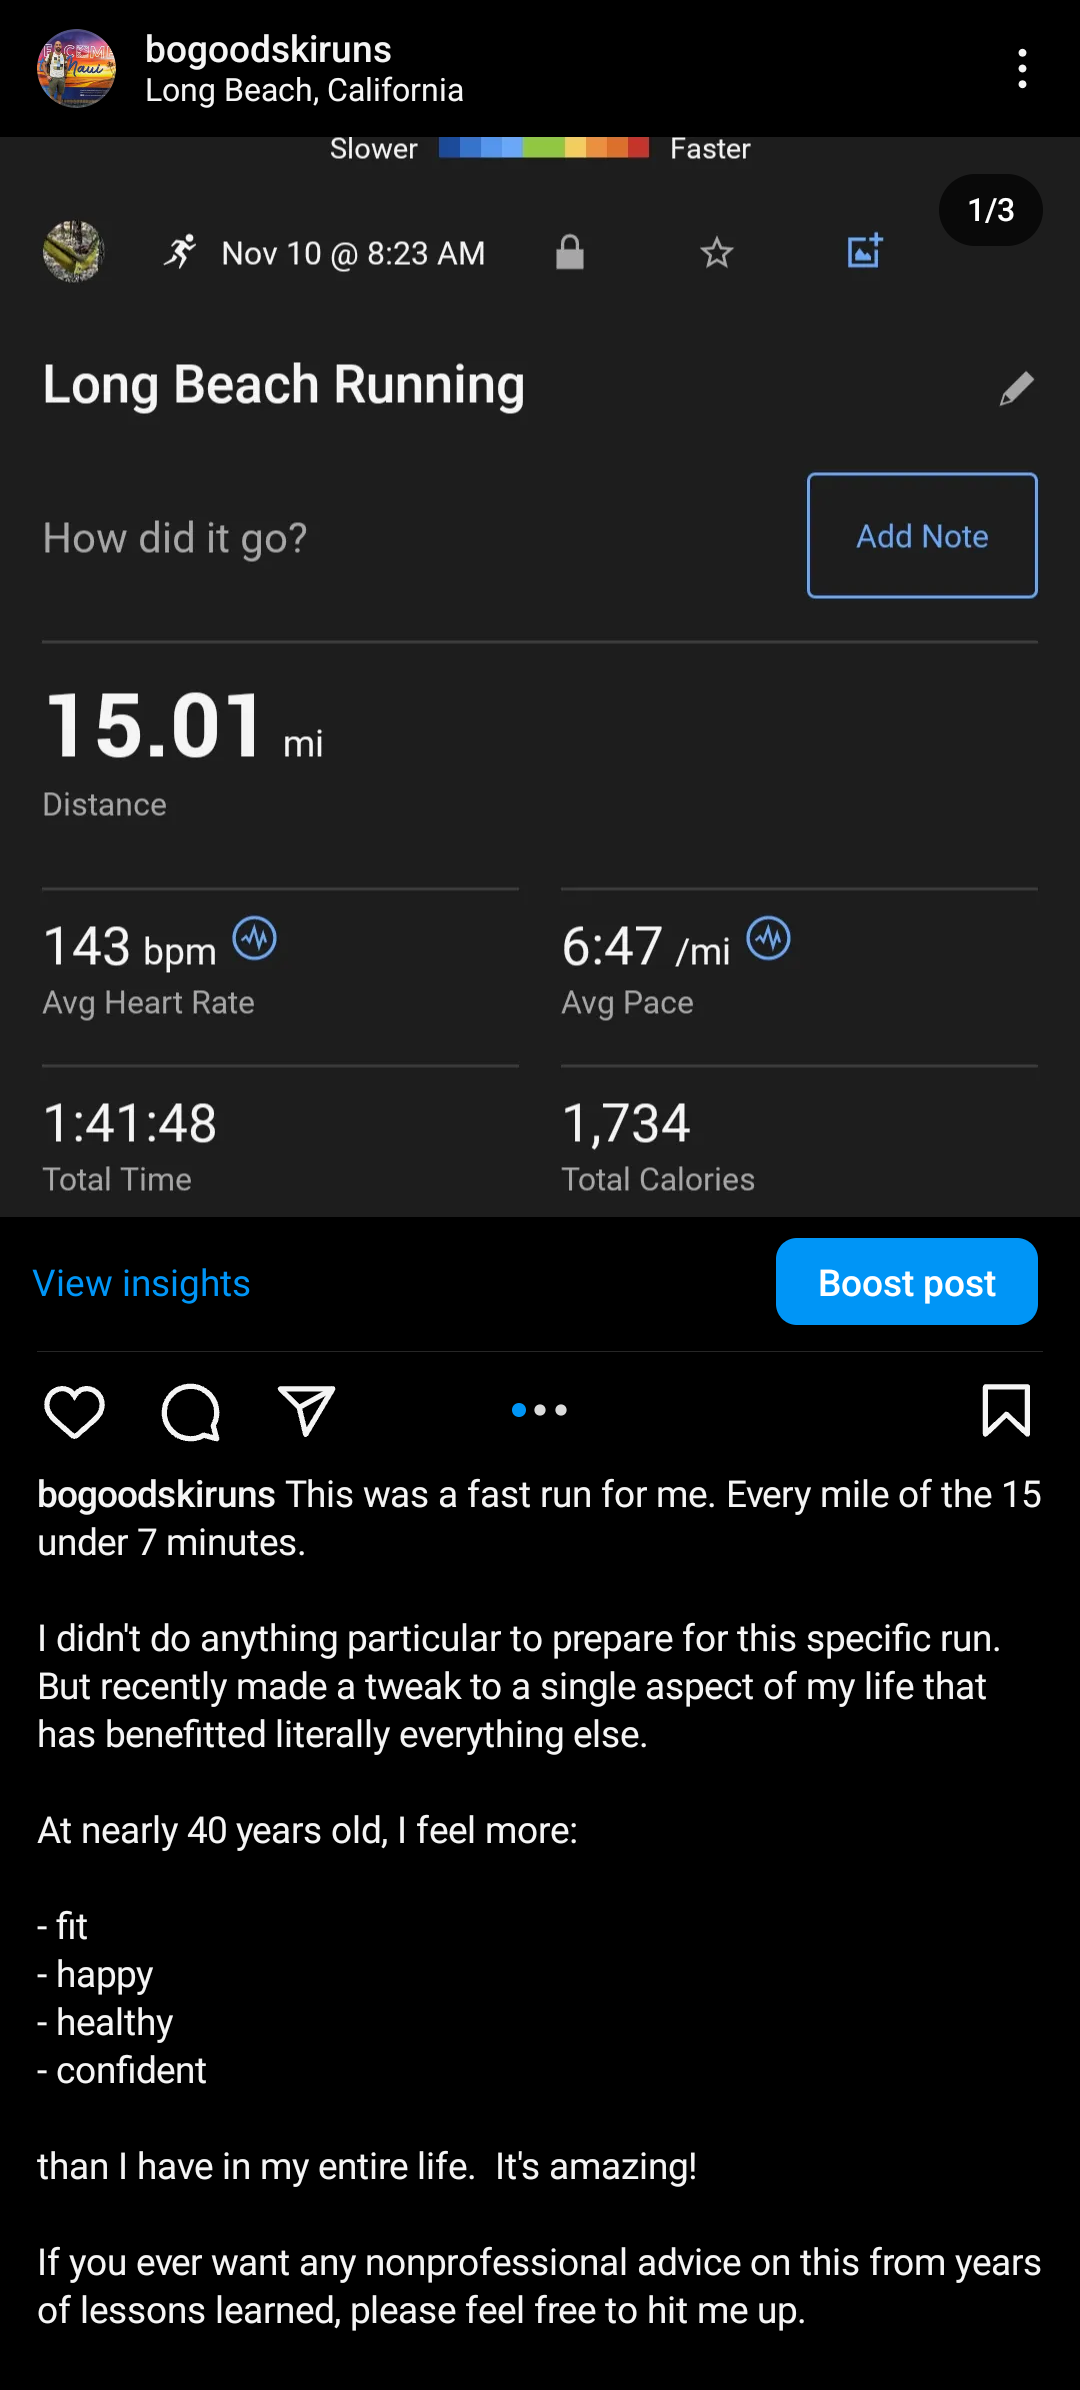 bogoodskiruns
Long Beach, California
Slower Faster
1/3
Nov 10 @ 8:23 AM
Long Beach Running
How did it go?
Add Note
15.01 mi
Distance
143 bpm 6:47 /mi
Avg Heart Rate Avg Pace
1:41:48 1,734
Total Time Total Calories
View insights Boost post
bogoodskiruns This was a fast run for me. Every mile of the 15
under 7 minutes.
I didn't do anything particular to prepare for this specific run.
But recently made a tweak to a single aspect of my life that
has benefitted literally everything else.
At nearly 40 years old, I feel more:
- fit
- happy
- healthy
- confident
than I have in my entire life.  It's amazing!
If you ever want any nonprofessional advice on this from years
of lessons learned, please feel free to hit me up.